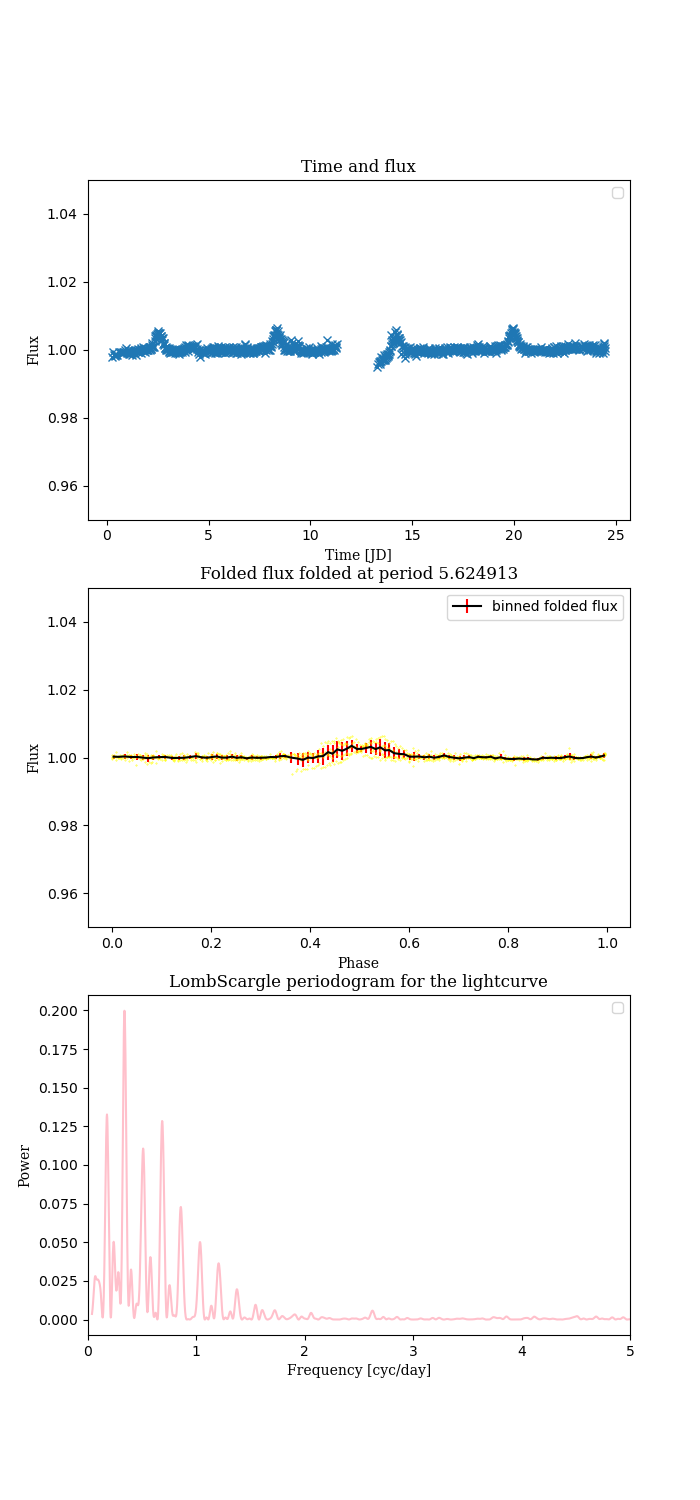 Time and flux
1.04
1.02
1.00
0.98
0.96
Flux
0 5 10 15 20 25
Time [JD]
Folded flux folded at period 5.624913
binned folded flux
1.04
1.02
1.00
0.98
0.96
Flux
0.0 0.2 0.4 0.6 0.8 1.0
Phase
LombScargle periodogram for the lightcurve
0.200
0.175
0.150
0.125
0.100
0.075
0.050
0.025
0.000
Power
0 1 2 3 4 5
Frequency [cyc/day]